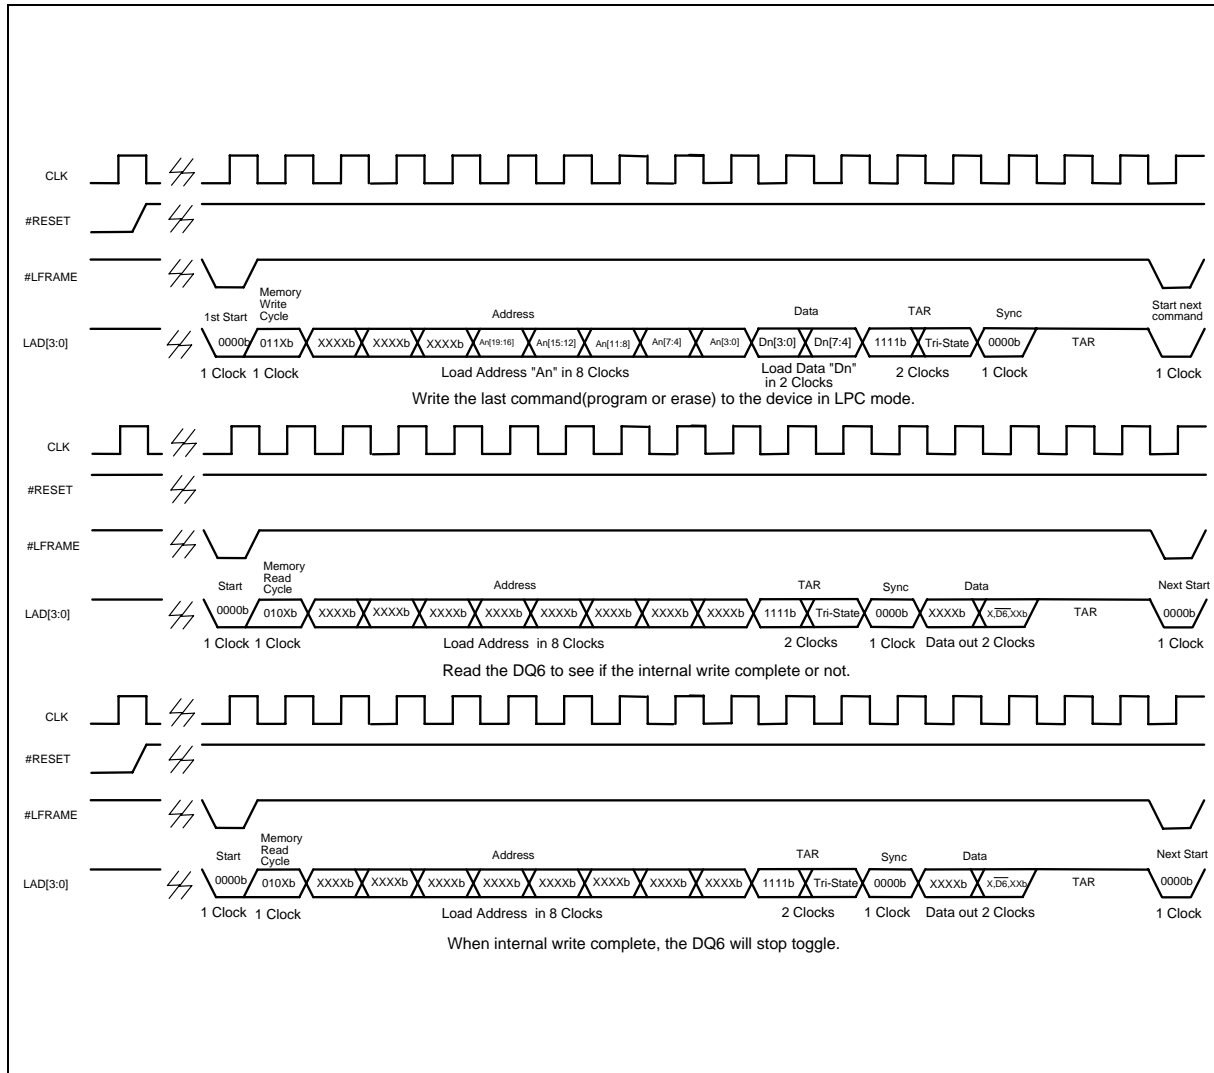 CLK
#RESET
#LFRAME
Memory
Write
Cycle
1st Start Address Data TAR Sync Start next
command
LAD[3:0] 0000b 011Xb XXXXb XXXXb XXXXb An[19:16] An[15:12] An[11:8] An[7:4] An[3:0] Dn[3:0] Dn[7:4] 1111b Tri-State 0000b TAR
1 Clock 1 Clock Load Address "An" in 8 Clocks Load Data "Dn"
in 2 Clocks 2 Clocks 1 Clock 1 Clock
Write the last command(program or erase) to the device in LPC mode.
CLK
#RESET
#LFRAME
Memory
Read
Cycle
Start Address TAR Sync Data Next Start
LAD[3:0] 0000b 010Xb XXXXb XXXXb XXXXb XXXXb XXXXb XXXXb XXXXb XXXXb 1111b Tri-State 0000b XXXXb X,D6,XXb TAR 0000b
1 Clock 1 Clock Load Address in 8 Clocks 2 Clocks 1 Clock Data out 2 Clocks 1 Clock
Read the DQ6 to see if the internal write complete or not.
CLK
#RESET
#LFRAME
Memory
Read
Cycle
Start Address TAR Sync Data Next Start
LAD[3:0] 0000b 010Xb XXXXb XXXXb XXXXb XXXXb XXXXb XXXXb XXXXb XXXXb 1111b Tri-State 0000b XXXXb X,D6,XXb TAR 0000b
1 Clock 1 Clock Load Address in 8 Clocks 2 Clocks 1 Clock Data out 2 Clocks 1 Clock
When internal write complete, the DQ6 will stop toggle.